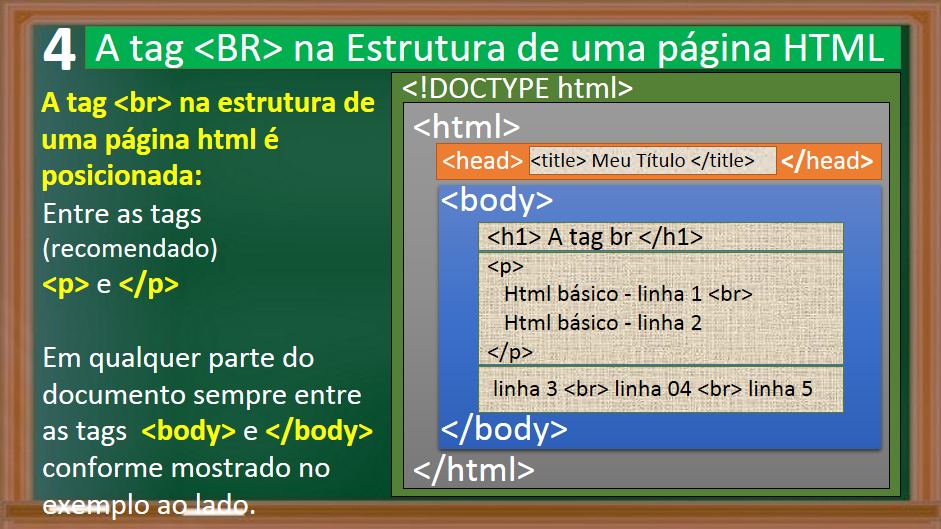 4 A tag <BR> na Estrutura de uma página HTML
A tag <br> na estrutura de
uma página html é
posicionada:
Entre as tags
(recomendado)
<p> e </p>
Em qualquer parte do
documento sempre entre
as tags <body> e </body>
conforme mostrado no
exemplo ao lado.
<!DOCTYPE html>
<html>
<head> <title> Meu Título </title> </head>
<body>
<h1> A tag br </h1>
<p>
Html básico - linha 1 <br>
Html básico - linha 2
</p>
linha 3 <br> linha 04 <br> linha 5
</body>
</html>